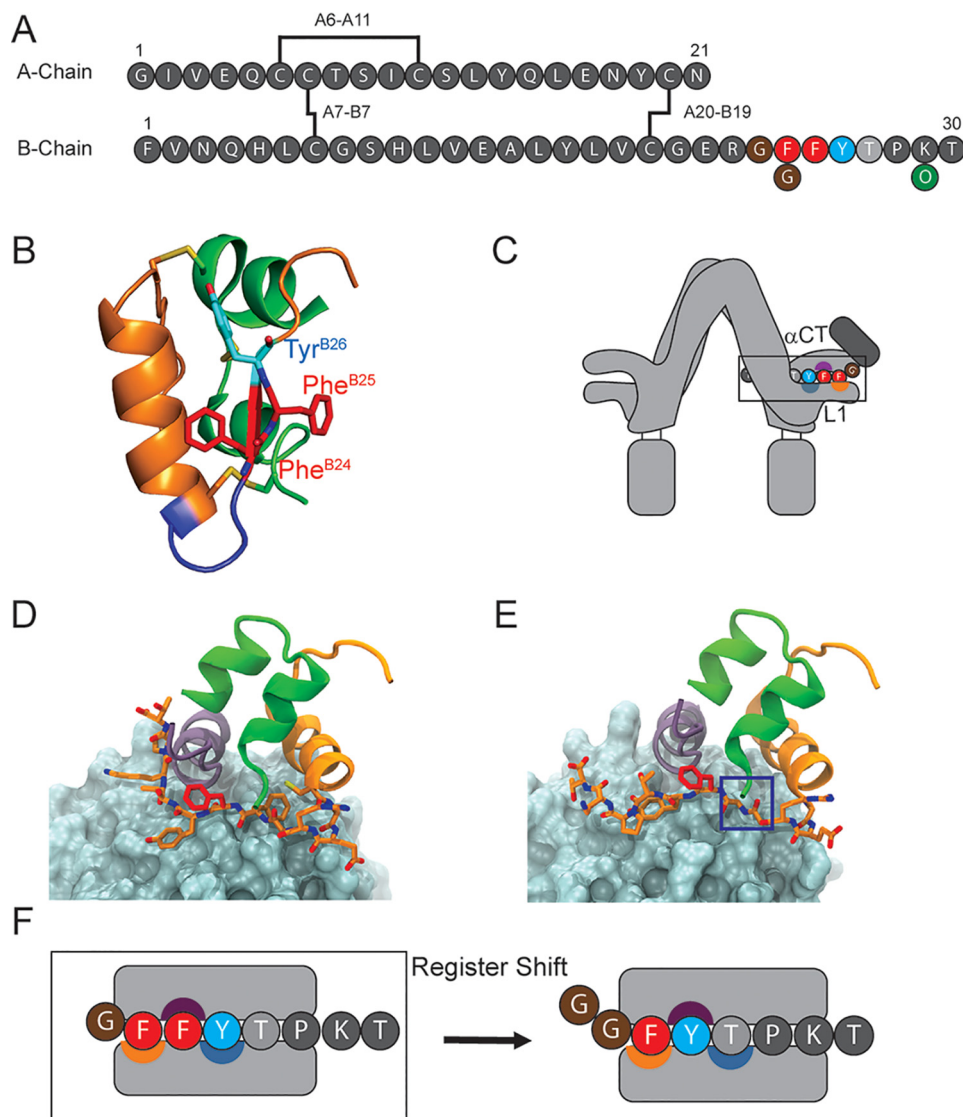 A
A6-A11
1 21
A-Chain G I V E Q C C T S I C S L Y Q L E N Y C N
A7-B7 A20-B19
1 30
B-Chain F V N Q H L C G S H L V E A L Y L V C G E R G F F Y T P K T
G O
B
Tyr^B26
Phe^B25
Phe^B24
C
αCT
T Y F F G
L1
D
E
F
Register Shift
G F F Y T P K T
G G F Y T P K T